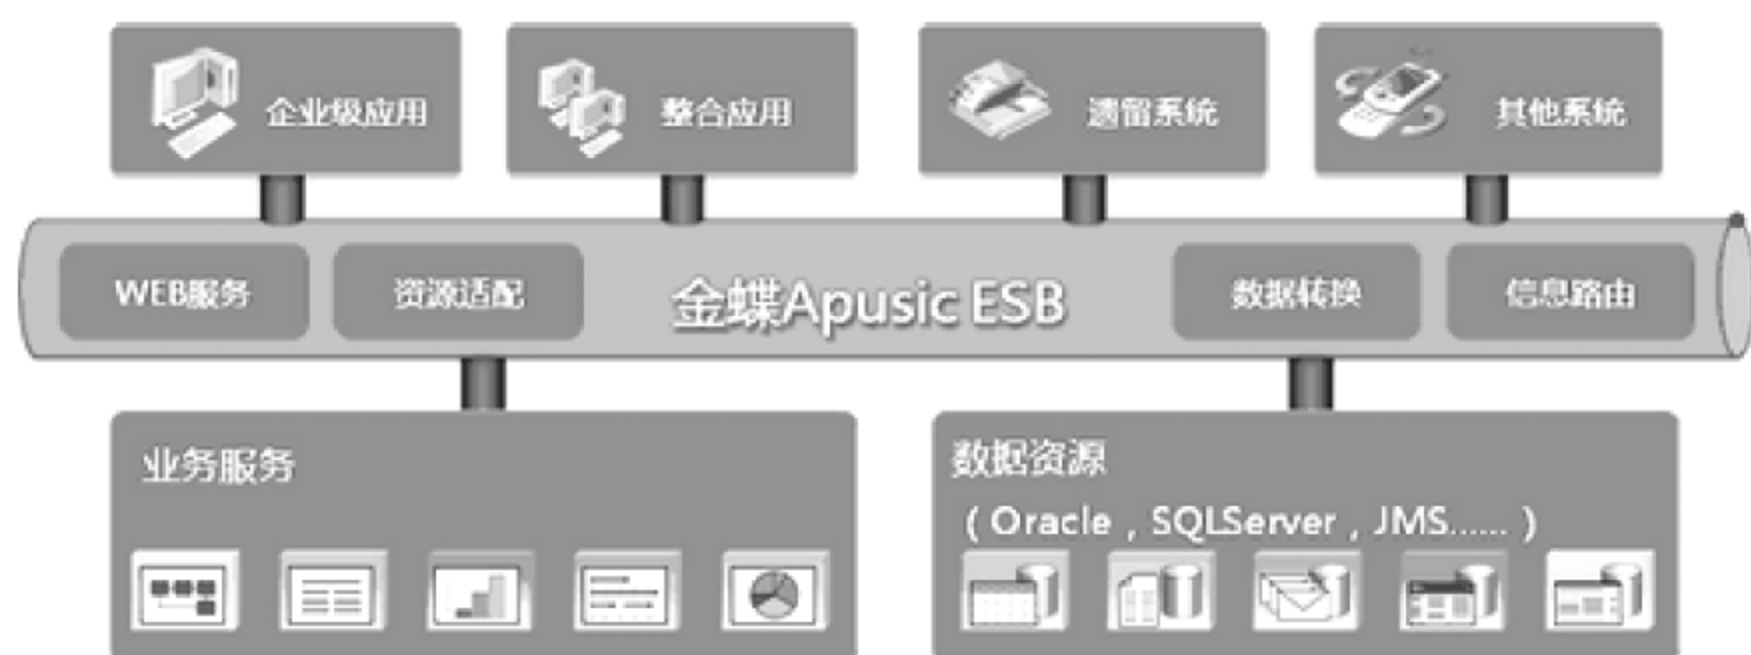 企业级应用
整合应用
遗留系统
其他系统
WEB服务
资源适配
金蝶Apusic ESB
数据转换
信息路由
业务服务
数据资源
（Oracle，SQLServer，JMS......）